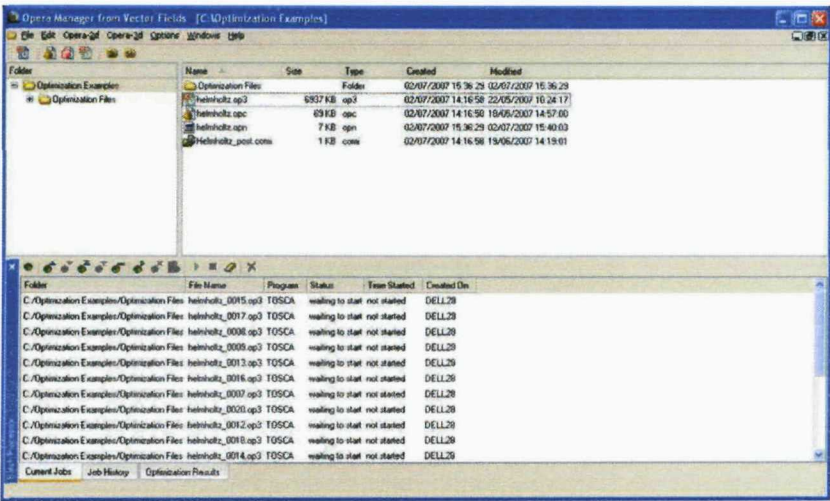 Opera Manager from Vector Fields [C:\Optimization Examples]
File Edit Opera-2d Opera-3d Options Windows Help
Folder Name Size Type Created Modified
Optimization Examples
Optimization Files
Optimization Files Folder 02/07/2007 15:36:29 02/07/2007 15:36:29
helmholtz.op3 6937 KB op3 02/07/2007 14:16:58 22/05/2007 10:24:17
helmholtz.opc 69 KB opc 02/07/2007 14:16:58 18/05/2007 14:57:00
helmholtz.opn 7 KB opn 02/07/2007 15:36:29 02/07/2007 15:40:03
Helmholtz_post.comi 1 KB comi 02/07/2007 14:16:58 19/06/2007 14:19:01
Folder File Name Program Status Time Started Created On
C:/Optimization Examples/Optimization Files helmholtz_0015.op3 TOSCA waiting to start not started DELL28
C:/Optimization Examples/Optimization Files helmholtz_0017.op3 TOSCA waiting to start not started DELL28
C:/Optimization Examples/Optimization Files helmholtz_0008.op3 TOSCA waiting to start not started DELL28
C:/Optimization Examples/Optimization Files helmholtz_0009.op3 TOSCA waiting to start not started DELL28
C:/Optimization Examples/Optimization Files helmholtz_0013.op3 TOSCA waiting to start not started DELL28
C:/Optimization Examples/Optimization Files helmholtz_0016.op3 TOSCA waiting to start not started DELL28
C:/Optimization Examples/Optimization Files helmholtz_0007.op3 TOSCA waiting to start not started DELL28
C:/Optimization Examples/Optimization Files helmholtz_0020.op3 TOSCA waiting to start not started DELL28
C:/Optimization Examples/Optimization Files helmholtz_0012.op3 TOSCA waiting to start not started DELL28
C:/Optimization Examples/Optimization Files helmholtz_0018.op3 TOSCA waiting to start not started DELL28
C:/Optimization Examples/Optimization Files helmholtz_0014.op3 TOSCA waiting to start not started DELL28
Current Jobs Job History Optimization Results